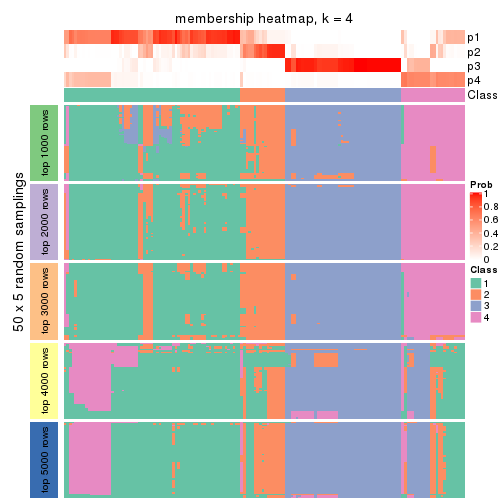 membership heatmap, k = 4
p1
p2
p3
p4
Class
50 x 5 random samplings
top 1000 rows
top 2000 rows
top 3000 rows
top 4000 rows
top 5000 rows
Prob
1
0.8
0.6
0.4
0.2
0
Class
1
2
3
4